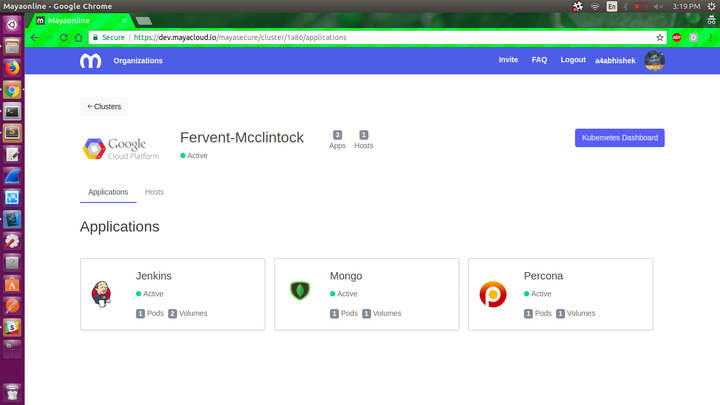 Mayaonline - Google Chrome
En
3:19 PM
Mayaonline
Secure
https://dev.mayacloud.io/mayasecure/cluster/1a86/applications
ABP
Organizations
Invite
FAQ
Logout
a4abhishek
←Clusters
Google
Cloud Platform
Fervent-Mcclintock
Active
3
Apps
1
Hosts
Kubernetes Dashboard
Applications
Hosts
Applications
Jenkins
Active
1 Pods 2 Volumes
Mongo
Active
1 Pods 1 Volumes
Percona
Active
1 Pods 1 Volumes